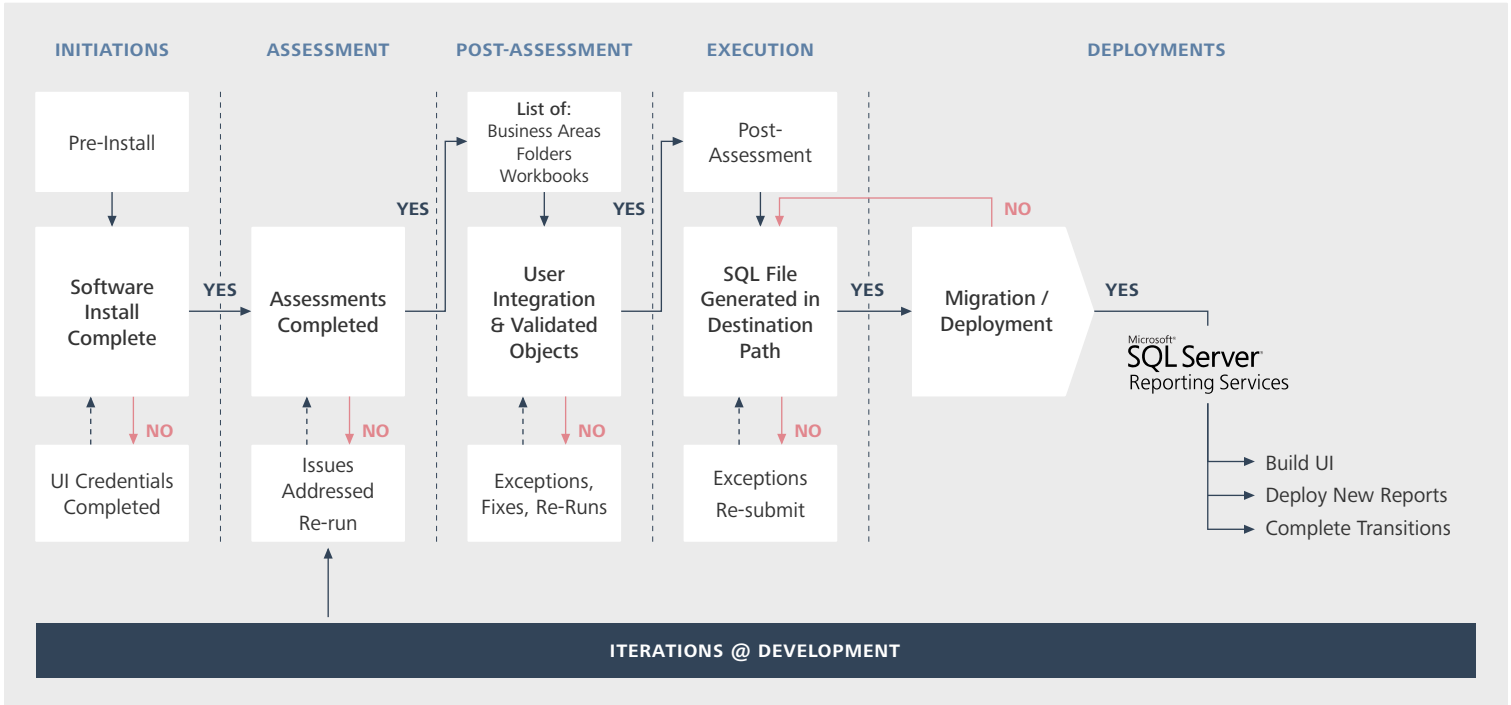 INITIATIONS
ASSESSMENT
POST-ASSESSMENT
EXECUTION
DEPLOYMENTS
Pre-Install
Software
Install
Complete
YES
NO
UI Credentials
Completed
Assessments
Completed
YES
NO
Issues
Addressed
Re-run
List of:
Business Areas
Folders
Workbooks
User
Integration
& Validated
Objects
YES
NO
Exceptions,
Fixes, Re-Runs
Post-
Assessment
SQL File
Generated in
Destination
Path
YES
NO
Exceptions
Re-submit
NO
Migration /
Deployment
YES
Microsoft®
SQL Server
Reporting Services
Build UI
Deploy New Reports
Complete Transitions
ITERATIONS @ DEVELOPMENT